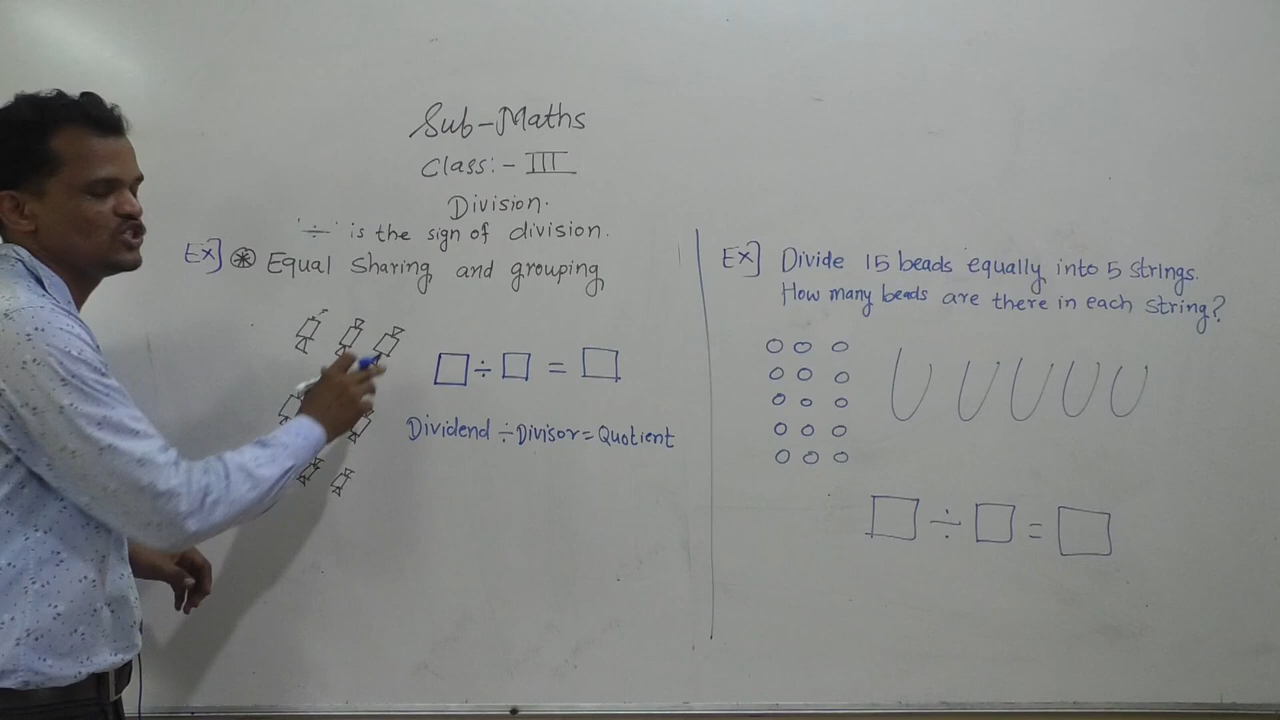 Sub-Maths
Class:- III
Division.
'÷' is the sign of division.
Ex] * Equal Sharing and grouping
□ ÷ □ = □
Dividend ÷ Divisor = Quotient
Ex] Divide 15 beads equally into 5 strings.
How many beads are there in each string?
□ ÷ □ = □